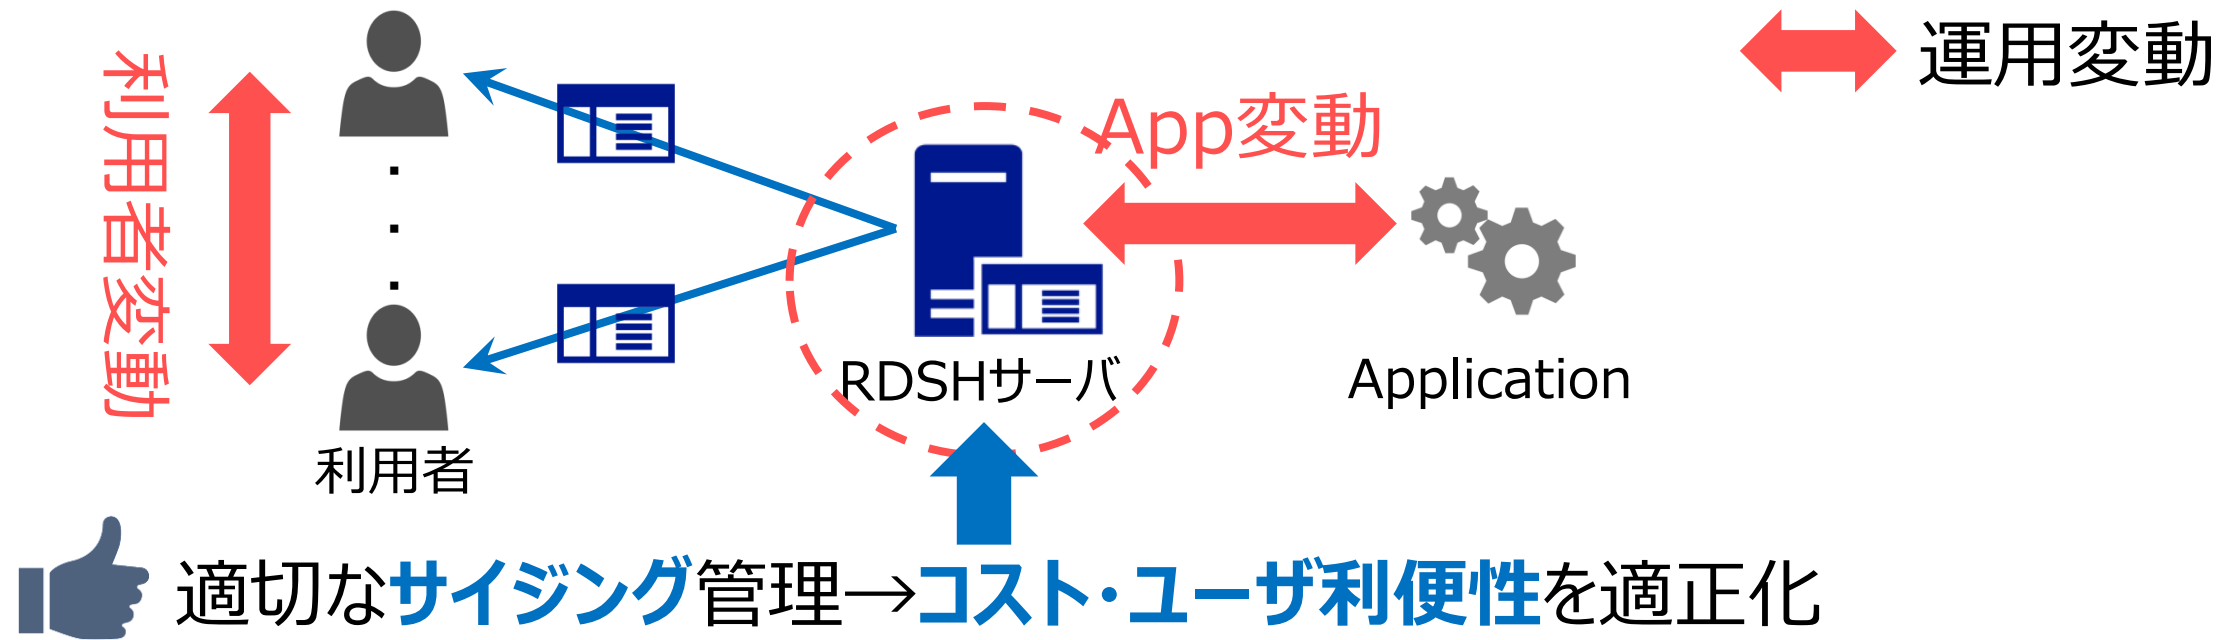 運用変動
利用者変動
App変動
RDSHサーバ
Application
利用者
適切なサイジング管理→コスト・ユーザ利便性を適正化